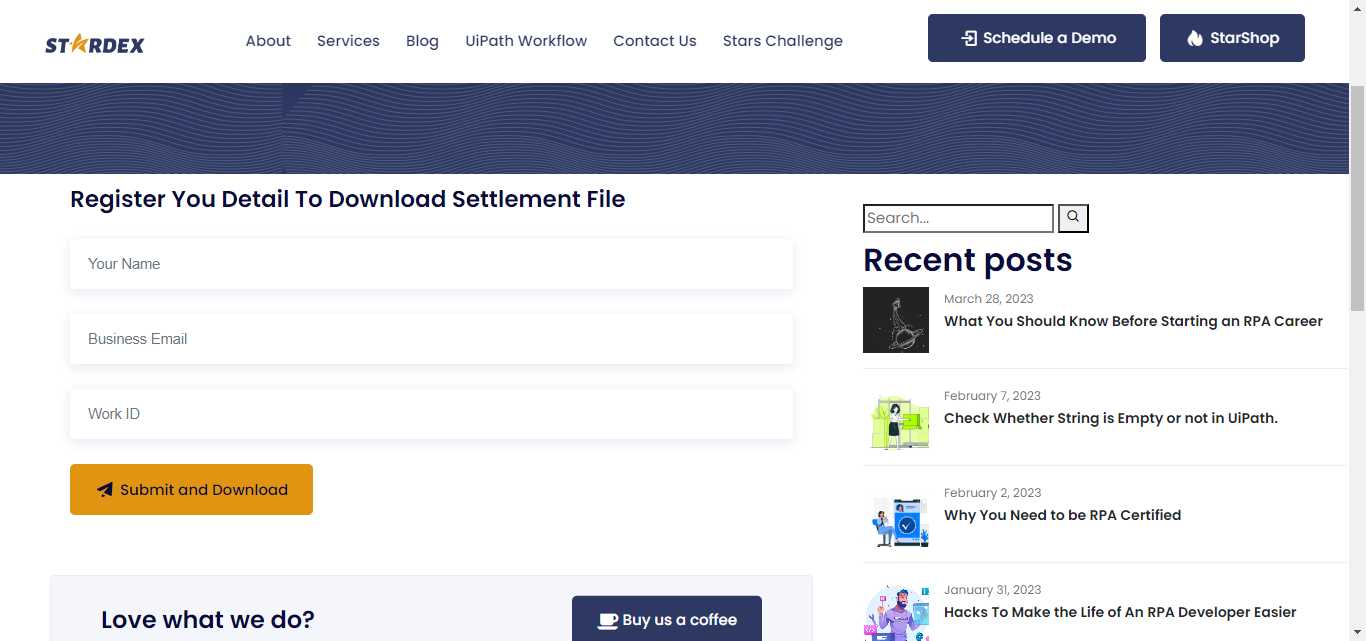 STARDEX
About
Services
Blog
UiPath Workflow
Contact Us
Stars Challenge
Schedule a Demo
StarShop
Register You Detail To Download Settlement File
Your Name
Business Email
Work ID
Submit and Download
Love what we do?
Buy us a coffee
Search...
Recent posts
March 28, 2023
What You Should Know Before Starting an RPA Career
February 7, 2023
Check Whether String is Empty or not in UiPath.
February 2, 2023
Why You Need to be RPA Certified
January 31, 2023
Hacks To Make the Life of An RPA Developer Easier